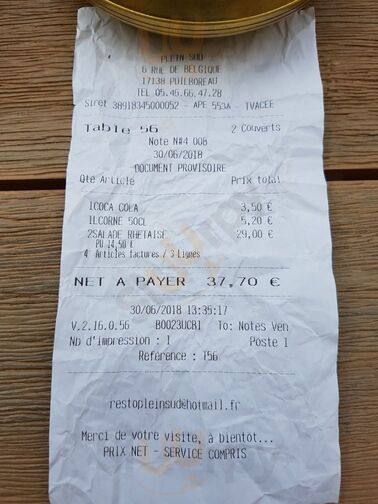 PLEIN SUD
6 RUE DE BELGIQUE
17138 PUILBOREAU
TEL 05.46.66.47.28
Siret 38918345000052 - APE 553A - TVACEE
Table 56 2 Couverts
Note N#4 008
30/06/2018
DOCUMENT PROVISOIRE
Qte Article Prix total
1COCA COLA 3,50 €
1LCORNE 50CL 5,20 €
2SALADE RHETAISE 29,00 €
PU 14,50 €
4 Articles factures / 3 Lignes
NET A PAYER 37,70 €
30/06/2018 13:35:17
V.2.16.0.56 B0023UCB1 To: Notes Ven
Nb d'impression : 1 Poste 1
Reference : T56
restopleinsud@hotmail.fr
Merci de votre visite, à bientôt...
PRIX NET - SERVICE COMPRIS